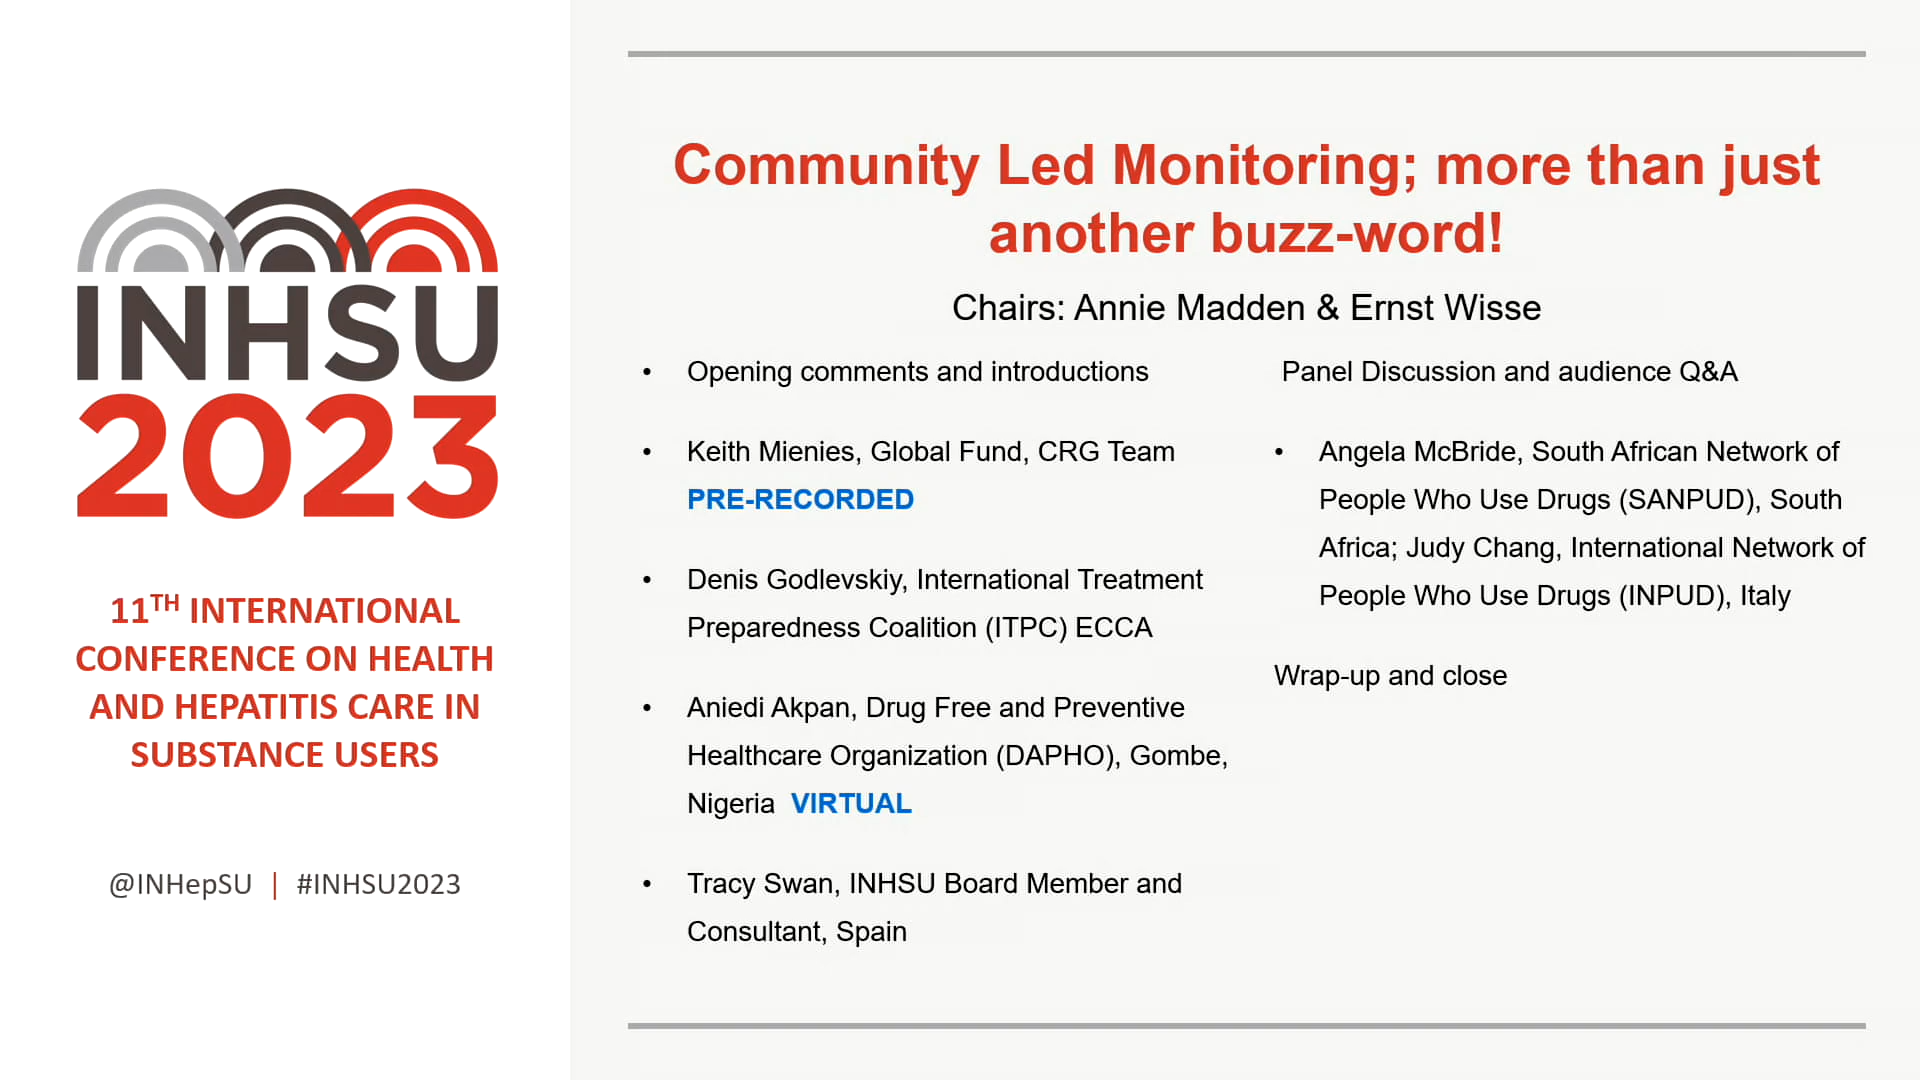 INHSU
2023
11TH INTERNATIONAL
CONFERENCE ON HEALTH
AND HEPATITIS CARE IN
SUBSTANCE USERS
@INHepSU | #INHSU2023
Community Led Monitoring; more than just
another buzz-word!
Chairs: Annie Madden & Ernst Wisse
• Opening comments and introductions
• Keith Mienies, Global Fund, CRG Team
PRE-RECORDED
• Denis Godlevskiy, International Treatment
Preparedness Coalition (ITPC) ECCA
• Aniedi Akpan, Drug Free and Preventive
Healthcare Organization (DAPHO), Gombe,
Nigeria VIRTUAL
• Tracy Swan, INHSU Board Member and
Consultant, Spain
Panel Discussion and audience Q&A
• Angela McBride, South African Network of
People Who Use Drugs (SANPUD), South
Africa; Judy Chang, International Network of
People Who Use Drugs (INPUD), Italy
Wrap-up and close